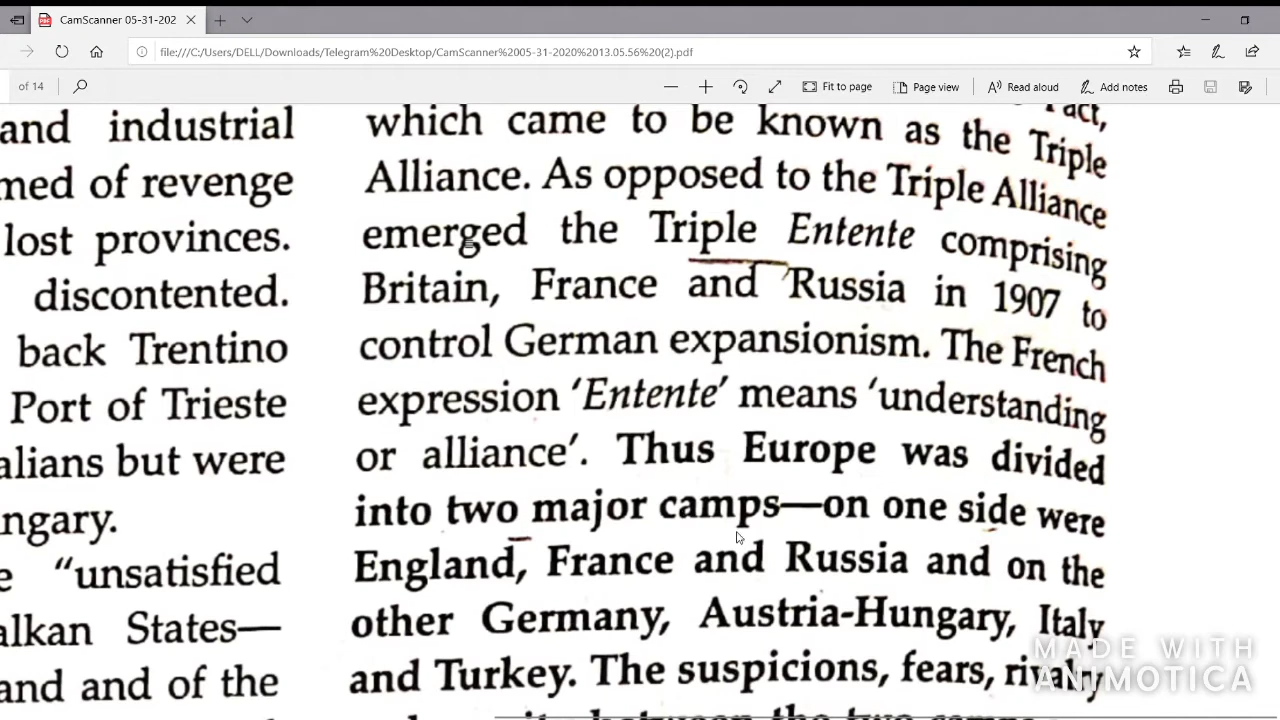 CamScanner 05-31-202
file:///C:/Users/DELL/Downloads/Telegram%20Desktop/CamScanner%2005-31-2020%2013.05.56%20(2).pdf
of 14
Fit to page
Page view
Read aloud
Add notes
and industrial
med of revenge
lost provinces.
discontented.
back Trentino
Port of Trieste
alians but were
ngary.
e "unsatisfied
alkan States—
and and of the
which came to be known as the Triple
Alliance. As opposed to the Triple Alliance
emerged the Triple Entente comprising
Britain, France and Russia in 1907 to
control German expansionism. The French
expression 'Entente' means 'understanding
or alliance'. Thus Europe was divided
into two major camps—on one side were
England, France and Russia and on the
other Germany, Austria-Hungary, Italy
and Turkey. The suspicions, fears, rivalry
between the two camps
MADE WITH
ANIMOTICA